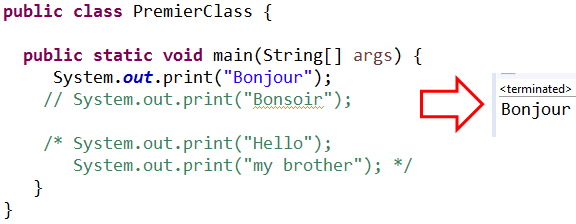 public class PremierClass {
public static void main(String[] args) {
System.out.print("Bonjour");
// System.out.print("Bonsoir");
/* System.out.print("Hello");
System.out.print("my brother"); */
}
}
<terminated>
Bonjour